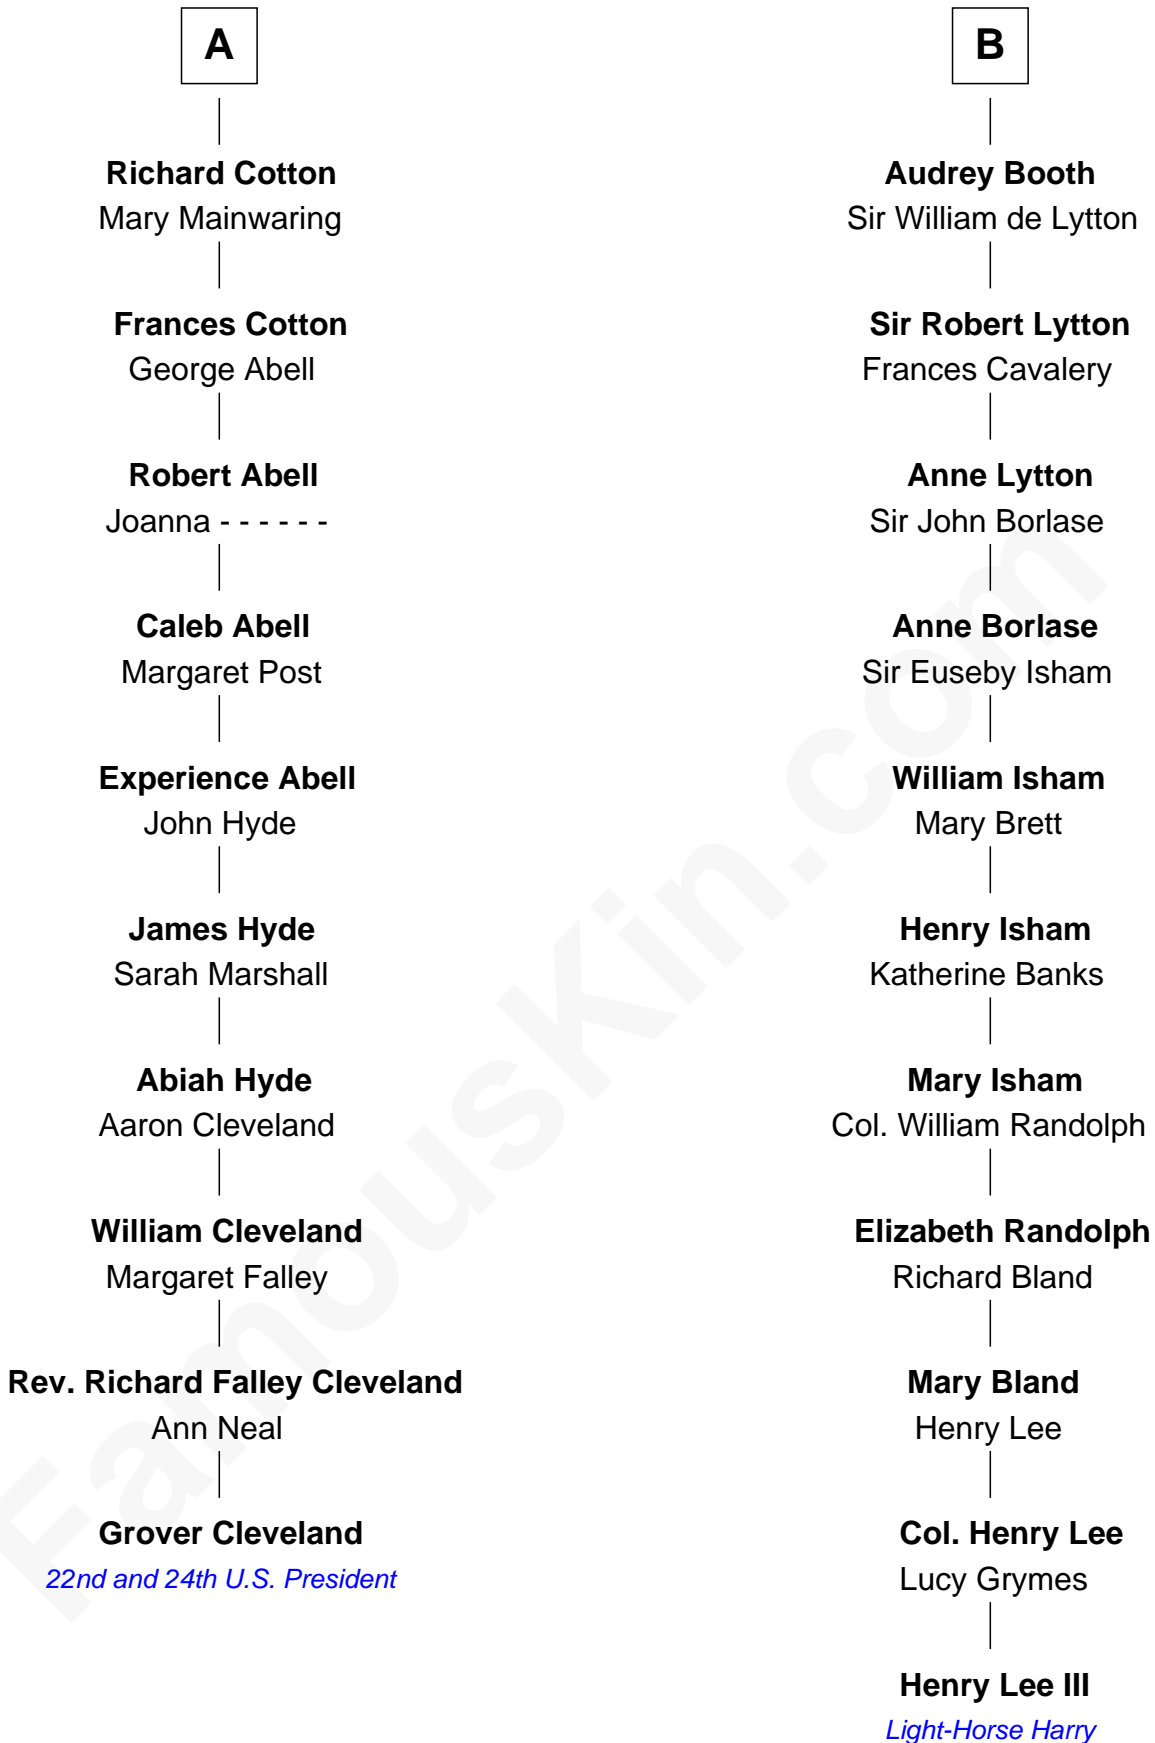 A
Richard Cotton
Mary Mainwaring
Frances Cotton
George Abell
Robert Abell
Joanna - - - - - -
Caleb Abell
Margaret Post
Experience Abell
John Hyde
James Hyde
Sarah Marshall
Abiah Hyde
Aaron Cleveland
William Cleveland
Margaret Falley
Rev. Richard Falley Cleveland
Ann Neal
Grover Cleveland
22nd and 24th U.S. President
B
Audrey Booth
Sir William de Lytton
Sir Robert Lytton
Frances Cavalery
Anne Lytton
Sir John Borlase
Anne Borlase
Sir Euseby Isham
William Isham
Mary Brett
Henry Isham
Katherine Banks
Mary Isham
Col. William Randolph
Elizabeth Randolph
Richard Bland
Mary Bland
Henry Lee
Col. Henry Lee
Lucy Grymes
Henry Lee III
Light-Horse Harry
FamousKin.com